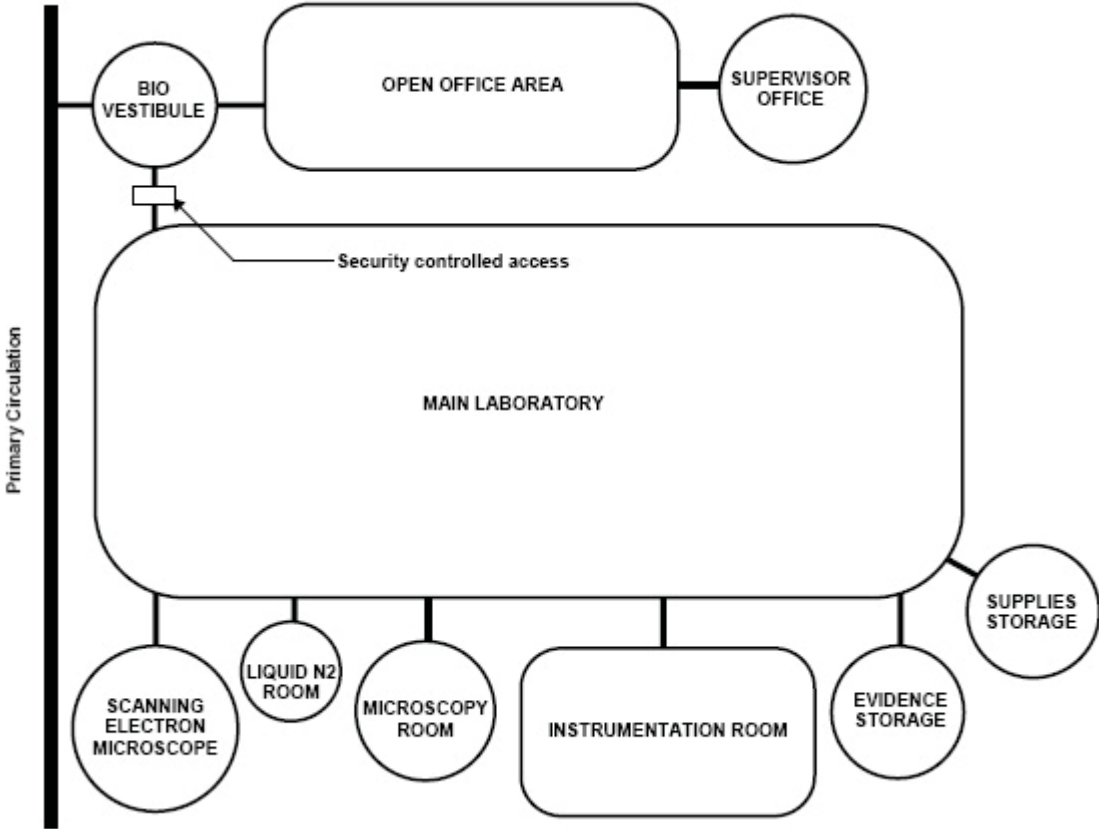 BIO
VESTIBULE
OPEN OFFICE AREA
SUPERVISOR
OFFICE
Security controlled access
Primary Circulation
MAIN LABORATORY
SUPPLIES
STORAGE
SCANNING
ELECTRON
MICROSCOPE
LIQUID N2
ROOM
MICROSCOPY
ROOM
INSTRUMENTATION ROOM
EVIDENCE
STORAGE